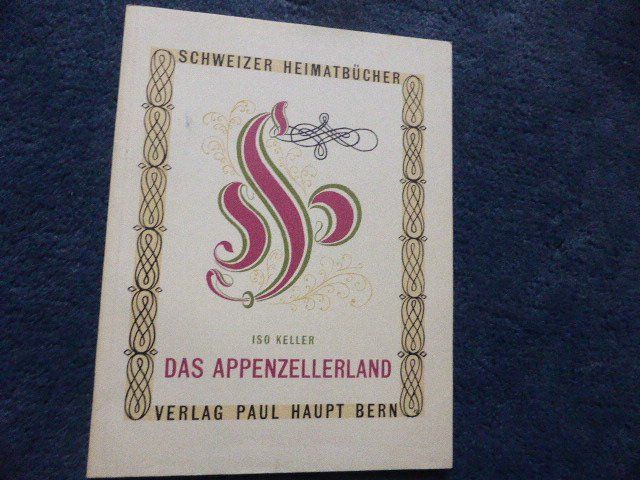 SCHWEIZER HEIMATBÜCHER
ISO KELLER
DAS APPENZELLERLAND
VERLAG PAUL HAUPT BERN